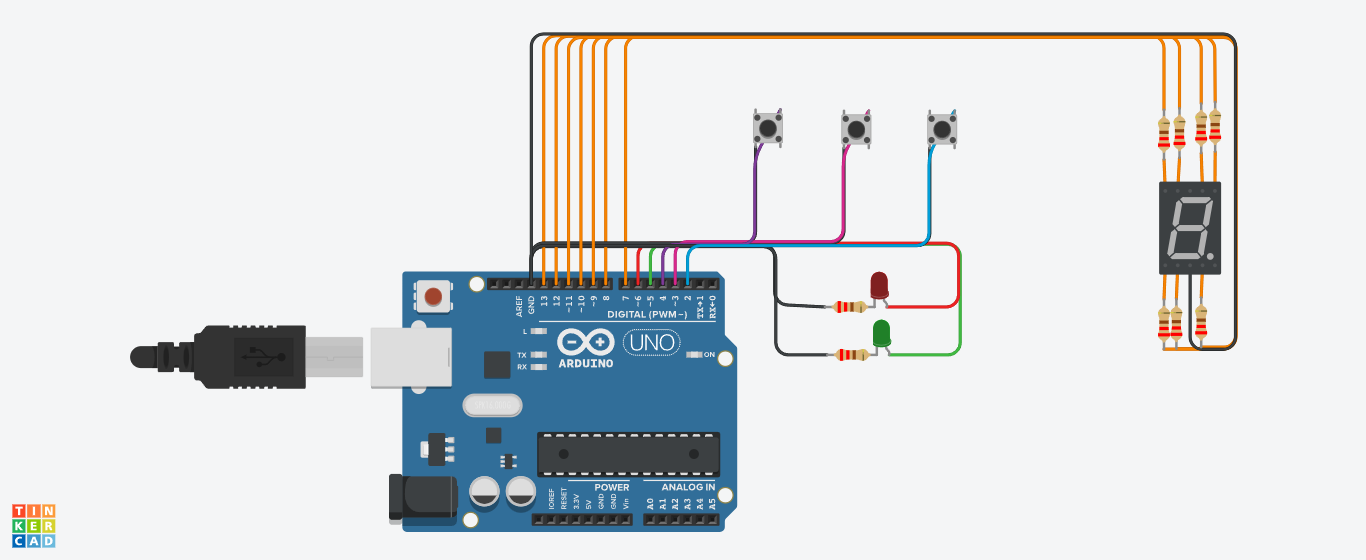 AREF
GND
13
12
~11
~10
~9
8
7
~6
~5
4
~3
2
TX→1
RX←0
DIGITAL (PWM~)
L
TX
RX
UNO
ON
ARDUINO
POWER
ANALOG IN
IOREF
RESET
3.3V
5V
GND
GND
Vin
A0
A1
A2
A3
A4
A5
TIN
KER
CAD